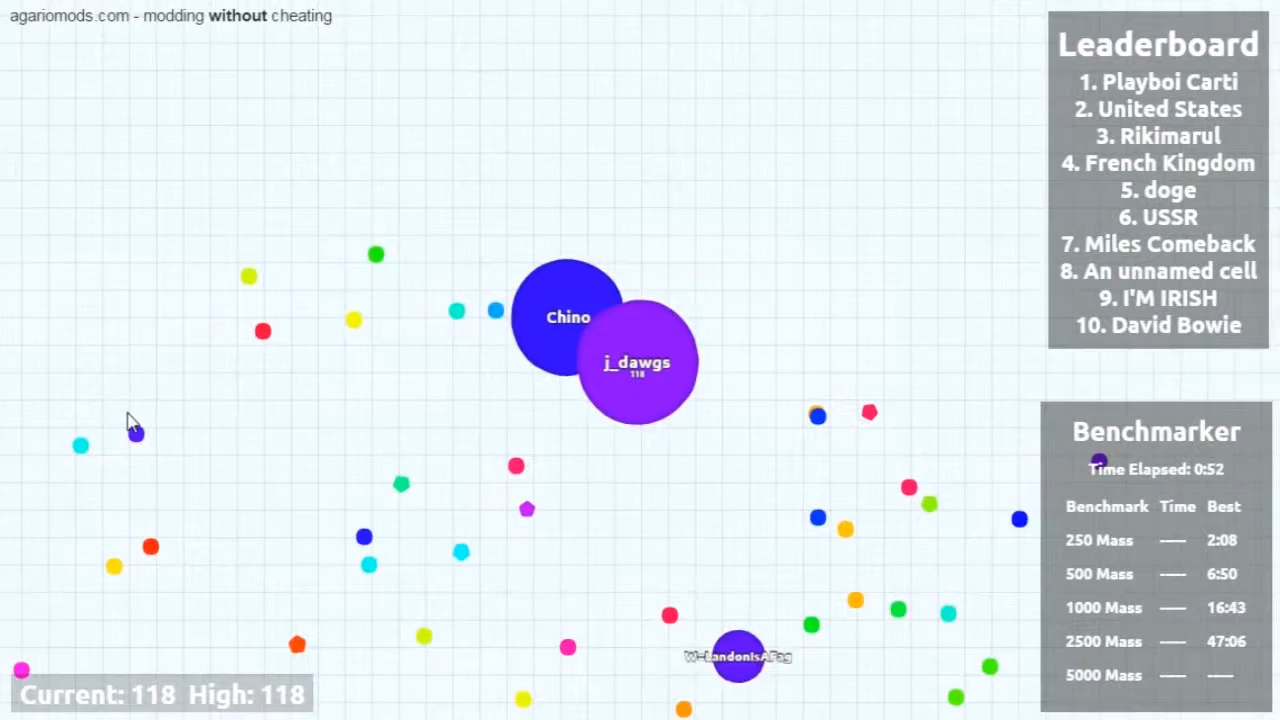 agariomods.com - modding without cheating
Leaderboard
1. Playboi Carti
2. United States
3. Rikimarul
4. French Kingdom
5. doge
6. USSR
7. Miles Comeback
8. An unnamed cell
9. I'M IRISH
10. David Bowie
Chino
j_dawgs
118
Benchmarker
Time Elapsed: 0:52
Benchmark Time Best
250 Mass ----- 2:08
500 Mass ----- 6:50
1000 Mass ----- 16:43
2500 Mass ----- 47:06
5000 Mass ----- -----
W-LandonIsAFag
Current: 118 High: 118